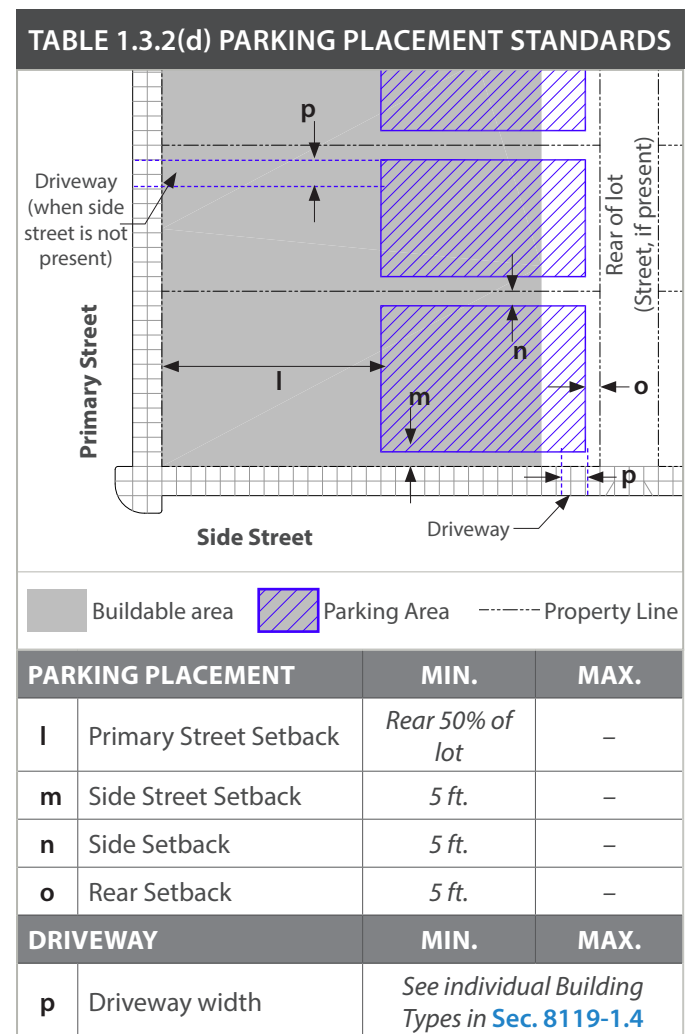 TABLE 1.3.2(d) PARKING PLACEMENT STANDARDS
p
Driveway
(when side
street is not
present)
Rear of lot
(Street, if present)
Primary Street
n
l
m
o
p
Side Street
Driveway
Buildable area
Parking Area
Property Line
PARKING PLACEMENT MIN. MAX.
l Primary Street Setback Rear 50% of
lot –
m Side Street Setback 5 ft. –
n Side Setback 5 ft. –
o Rear Setback 5 ft. –
DRIVEWAY MIN. MAX.
p Driveway width See individual Building
Types in Sec. 8119-1.4